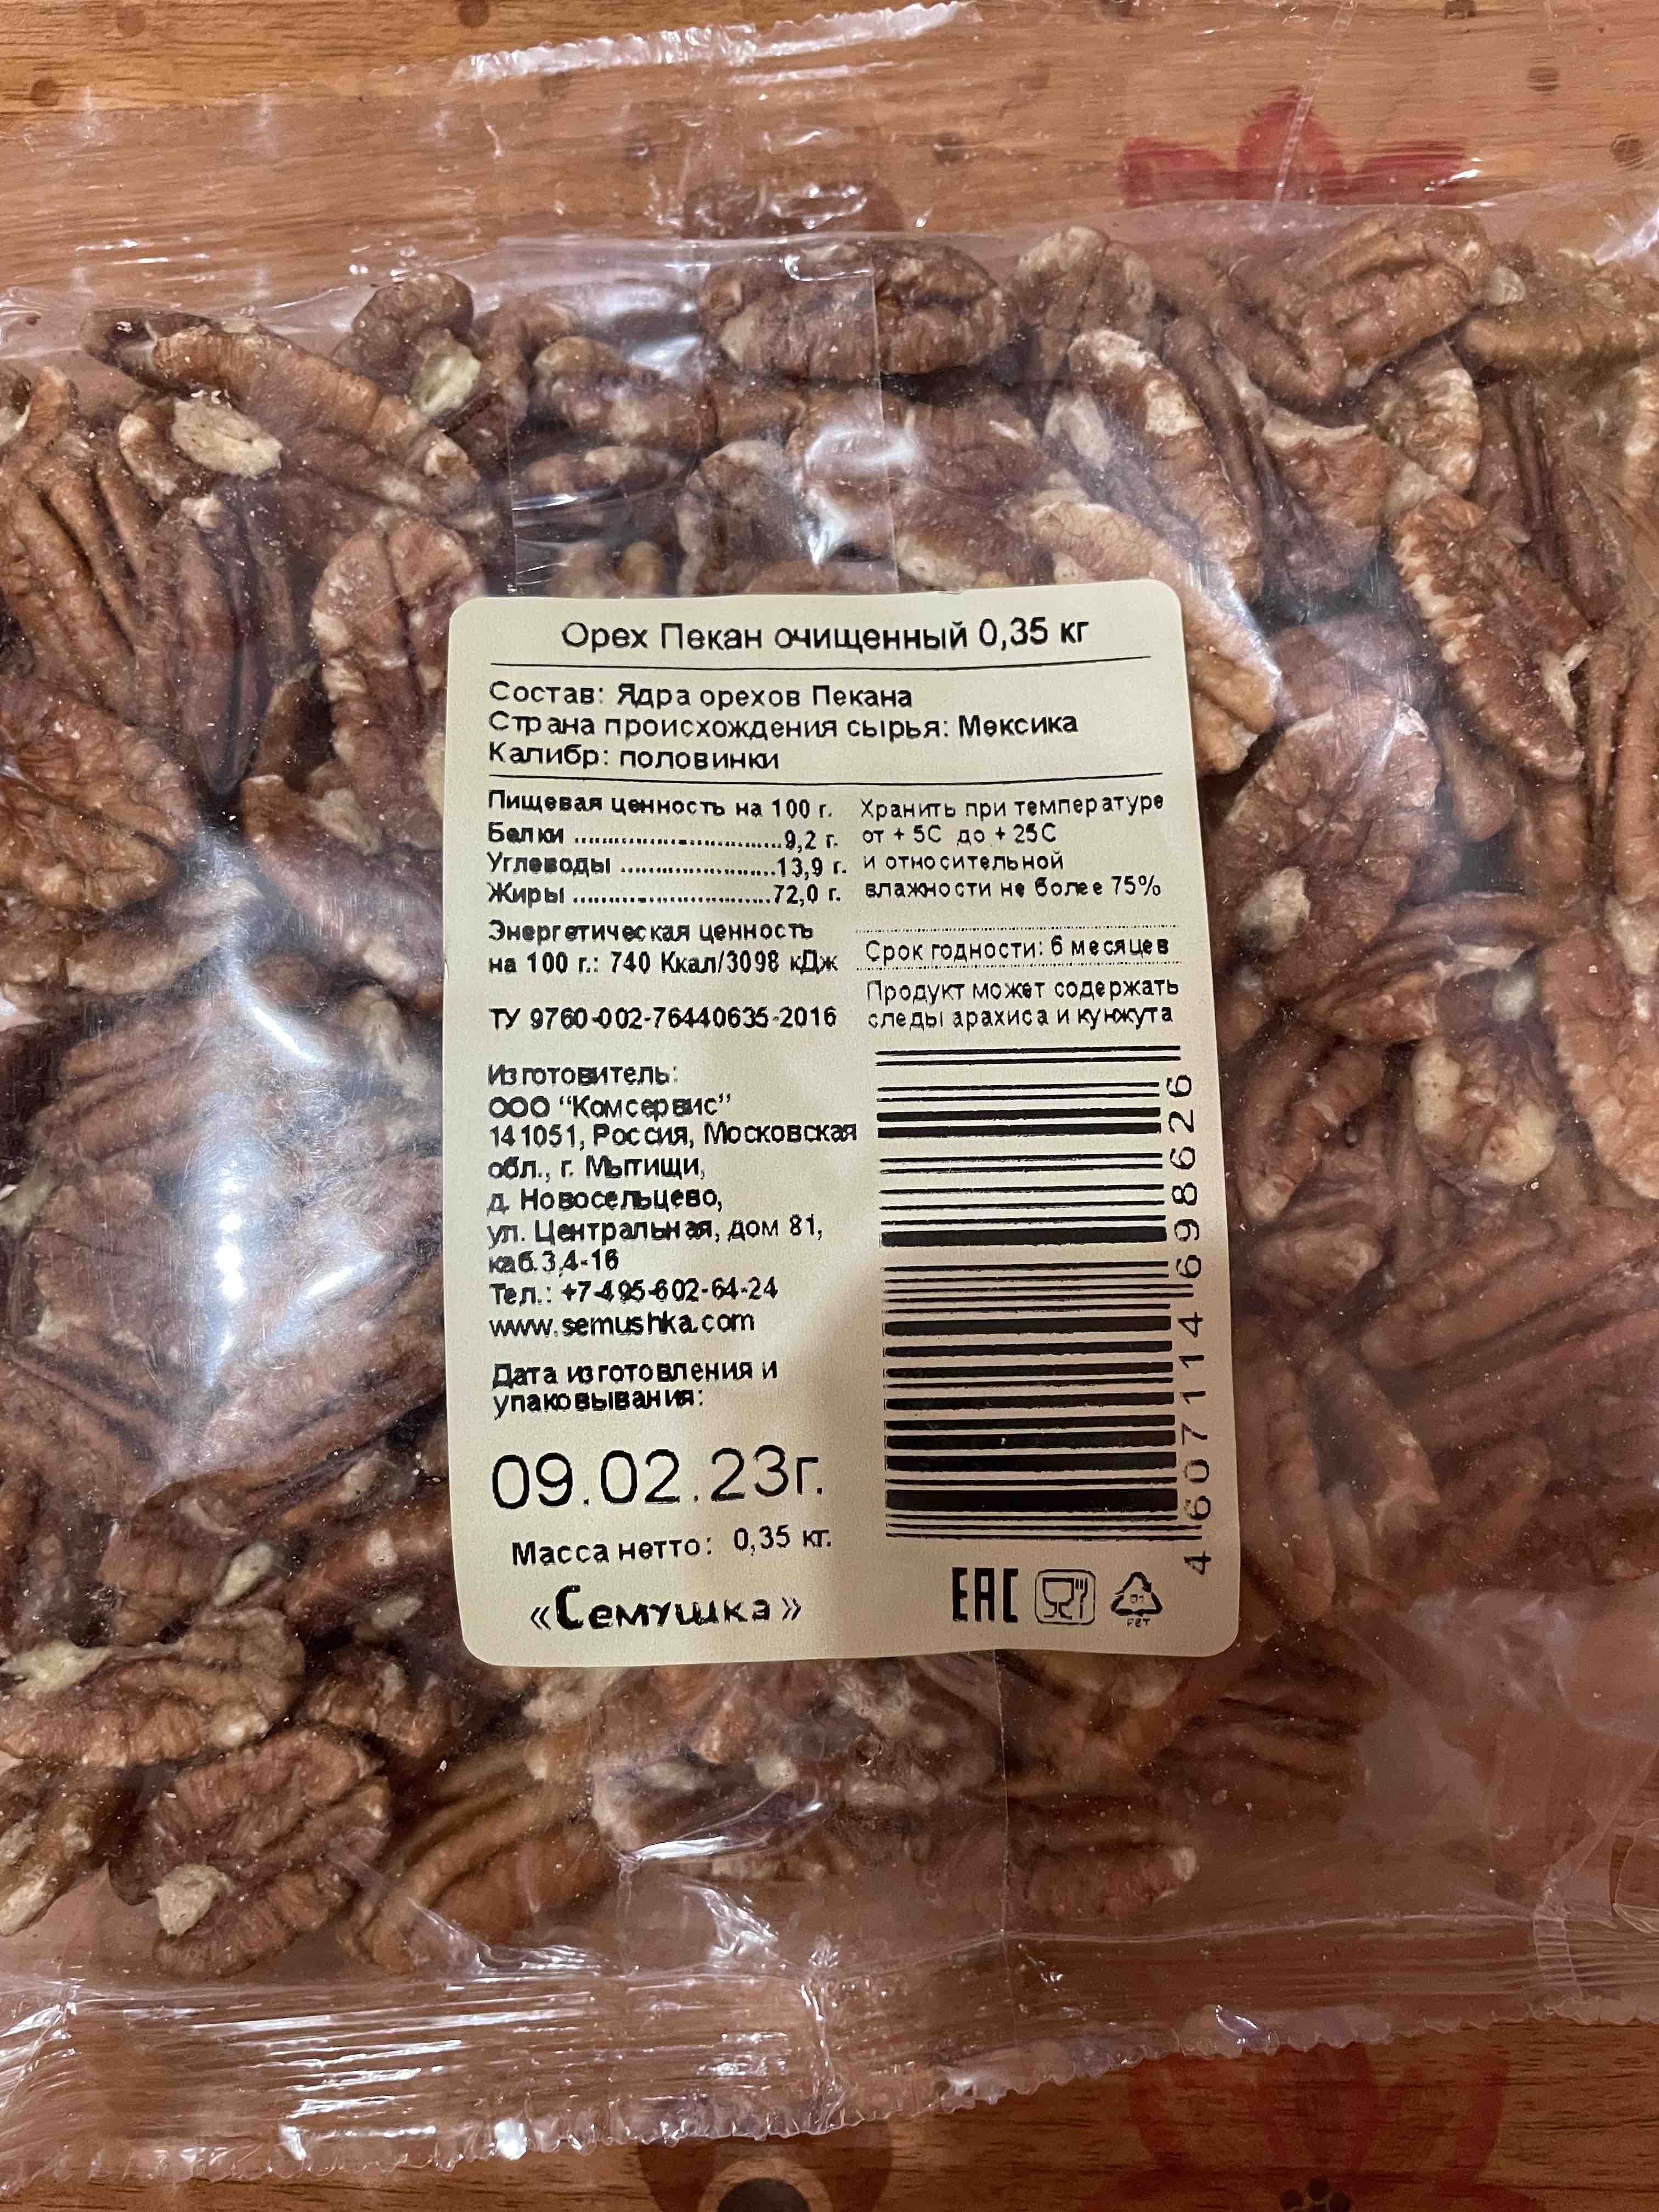 Орех Пекан очищенный 0,35 кг
Состав: Ядра орехов Пекана
Страна происхождения сырья: Мексика
Калибр: половинки
Пищевая ценность на 100 г.
Белки ............................9,2 г.
Углеводы .....................13,9 г.
Жиры ...........................72,0 г.
Энергетическая ценность
на 100 г.: 740 Ккал/3098 кДж
ТУ 9760-002-76440635-2016
Изготовитель:
ООО “Комсервис”
141051, Россия, Московская
обл., г. Мытищи,
д. Новосельцево,
ул. Центральная, дом 81,
каб.3,4-16
Тел.: +7-495-602-64-24
www.semushka.com
Дата изготовления и
упаковывания:
09.02.23г.
Масса нетто: 0,35 кг.
«Семушка»
Хранить при температуре
от + 5С до + 25С
и относительной
влажности не более 75%
Срок годности: 6 месяцев
Продукт может содержать
следы арахиса и кунжута
4 607114 698626
ЕАС
01
PET